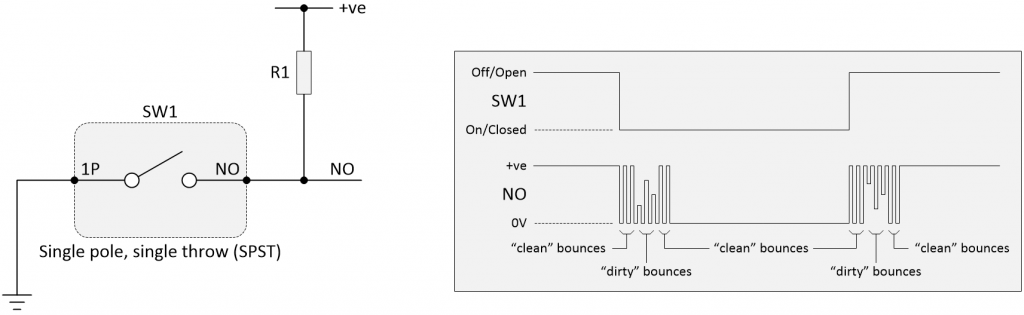 +ve
R1
SW1
1P
NO
NO
Single pole, single throw (SPST)
Off/Open
SW1
On/Closed
+ve
NO
0V
“clean” bounces
“clean” bounces
“clean” bounces
“dirty” bounces
“dirty” bounces